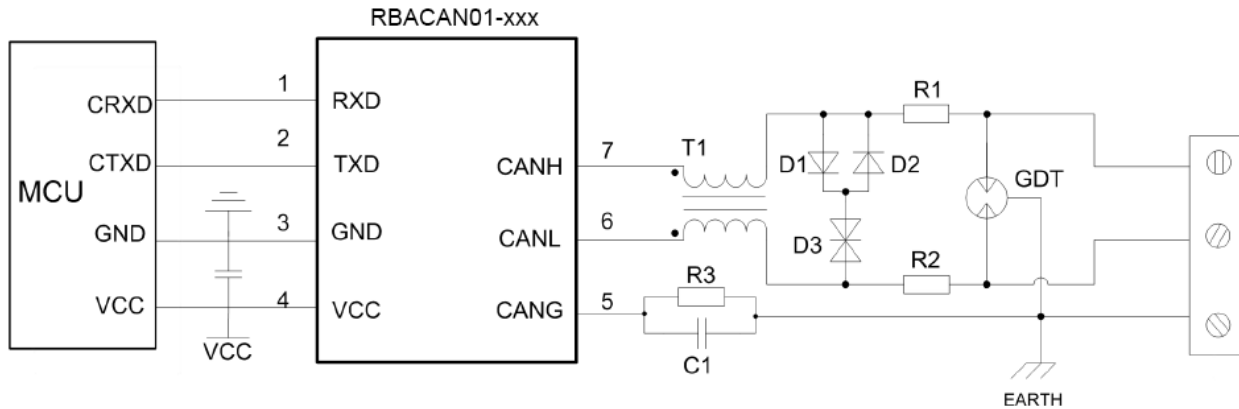 RBACAN01-xxx
MCU
CRXD
CTXD
GND
VCC
1
2
3
4
VCC
RXD
TXD
GND
VCC
CANH
CANL
CANG
7
6
5
T1
D1
D2
D3
R1
R2
GDT
R3
C1
EARTH